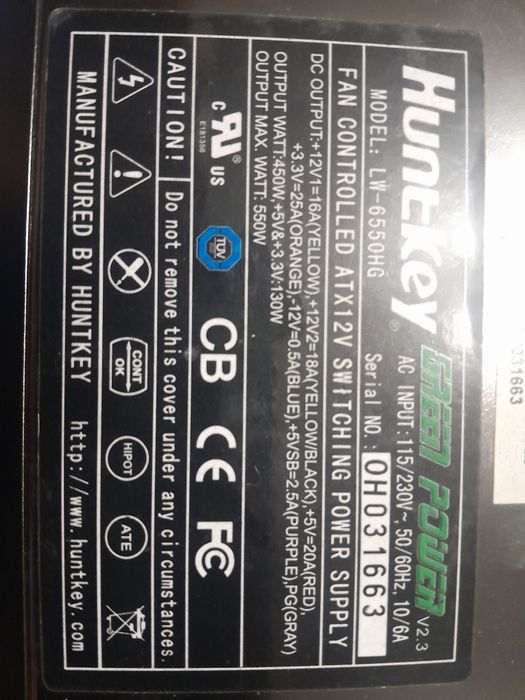 Huntkey® GREEN POWER V2.3
AC INPUT:115/230V~,50/60Hz,10/6A
MODEL: LW-6550HG Serial NO.: 0H031663
FAN CONTROLLED ATX12V SWITCHING POWER SUPPLY
DC OUTPUT:+12V1=16A(YELLOW),+12V2=18A(YELLOW/BLACK),+5V=20A(RED),
+3.3V=25A(ORANGE),-12V=0.5A(BLUE),+5VSB=2.5A(PURPLE),PG(GRAY)
OUTPUT WATT:450W,+5V&+3.3V:130W
OUTPUT MAX. WATT: 550W
c RU ® US
E181356
TUV
CB CE FC
CAUTION! Do not remove this cover under any circumstances.
CONT
OK
HIPOT
ATE
MANUFACTURED BY HUNTKEY http://www.huntkey.com
031663